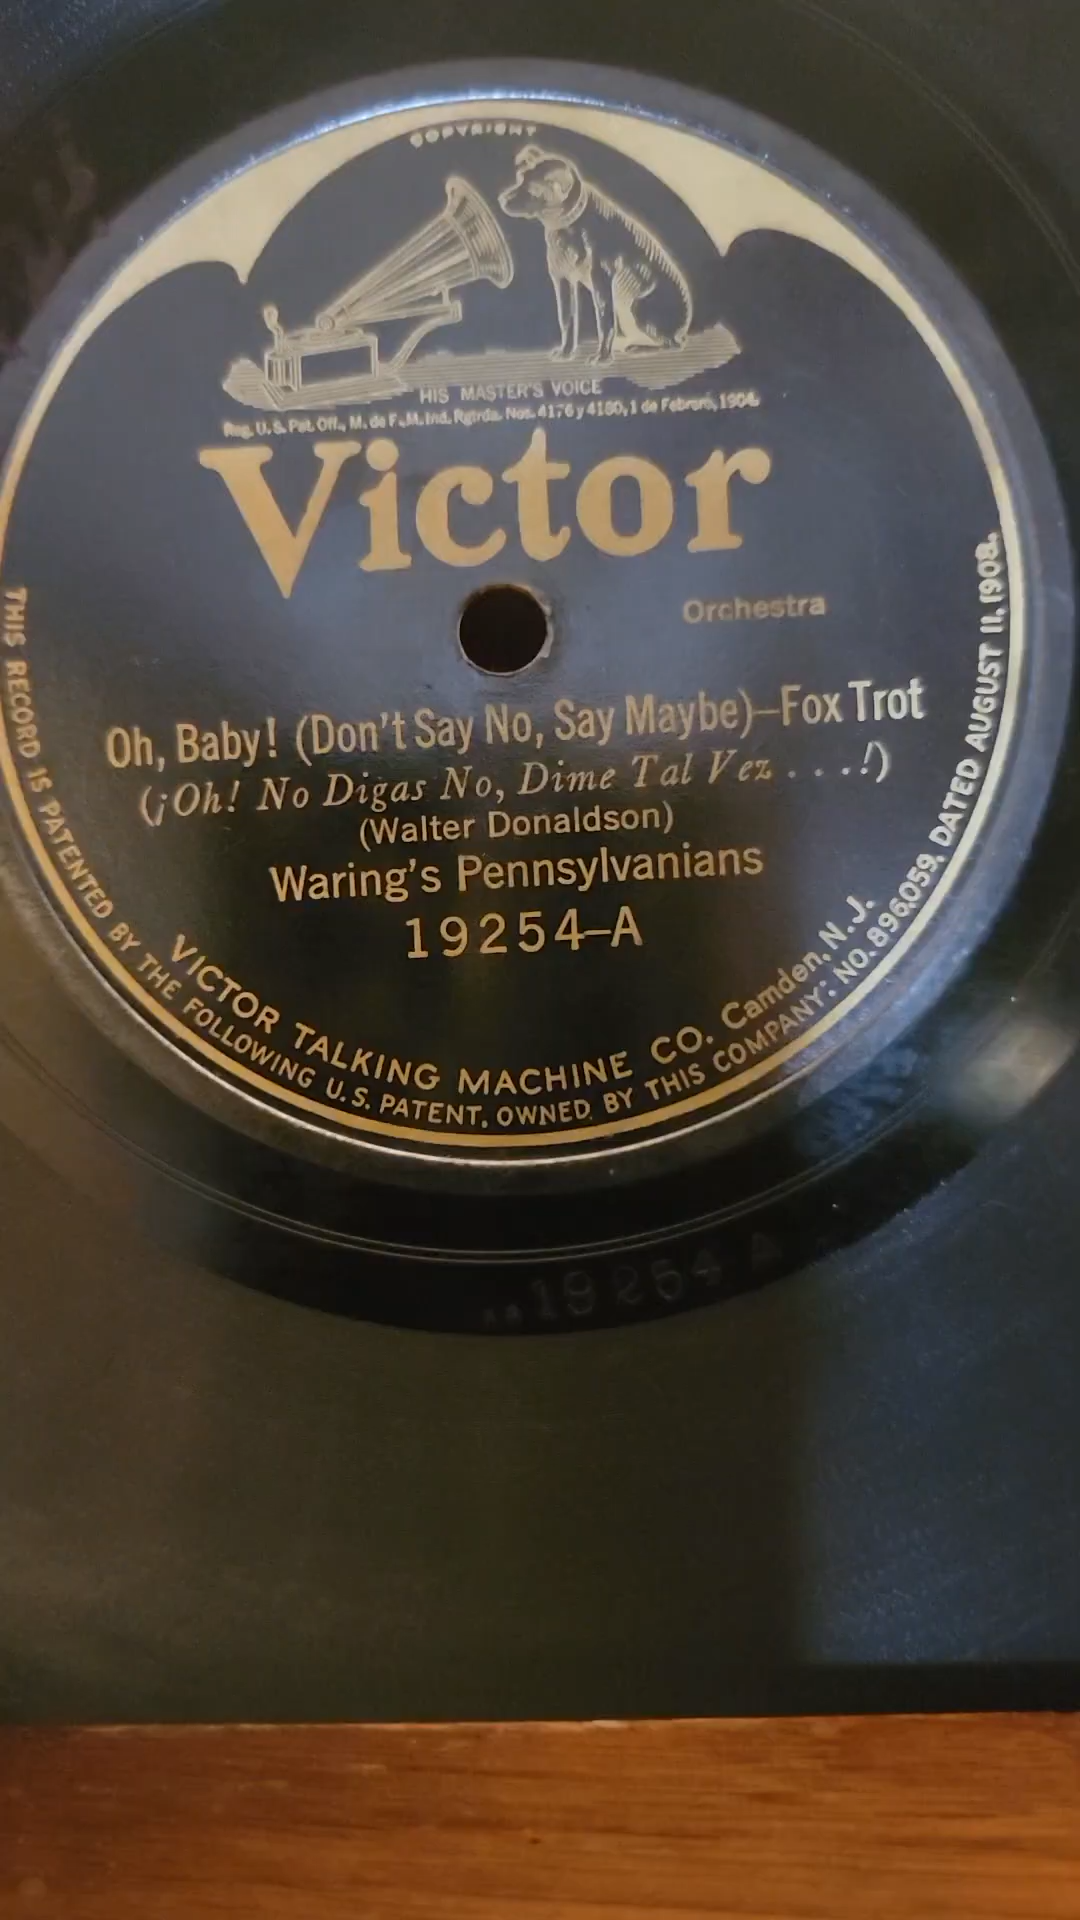 COPYRIGHT
HIS MASTER'S VOICE
Reg. U.S. Pat. Off., M. de F. M. Ind. Rgtrda. Nos. 4176 y 4180, 1 de Febrero, 1904.
Victor
Orchestra
Oh, Baby! (Don't Say No, Say Maybe)–Fox Trot
(¡Oh! No Digas No, Dime Tal Vez . . . .!)
(Walter Donaldson)
Waring's Pennsylvanians
19254–A
VICTOR TALKING MACHINE CO. Camden, N. J.
THIS RECORD IS PATENTED BY THE FOLLOWING U.S. PATENT, OWNED BY THIS COMPANY: NO. 896,059, DATED AUGUST 11, 1908.
19254 A